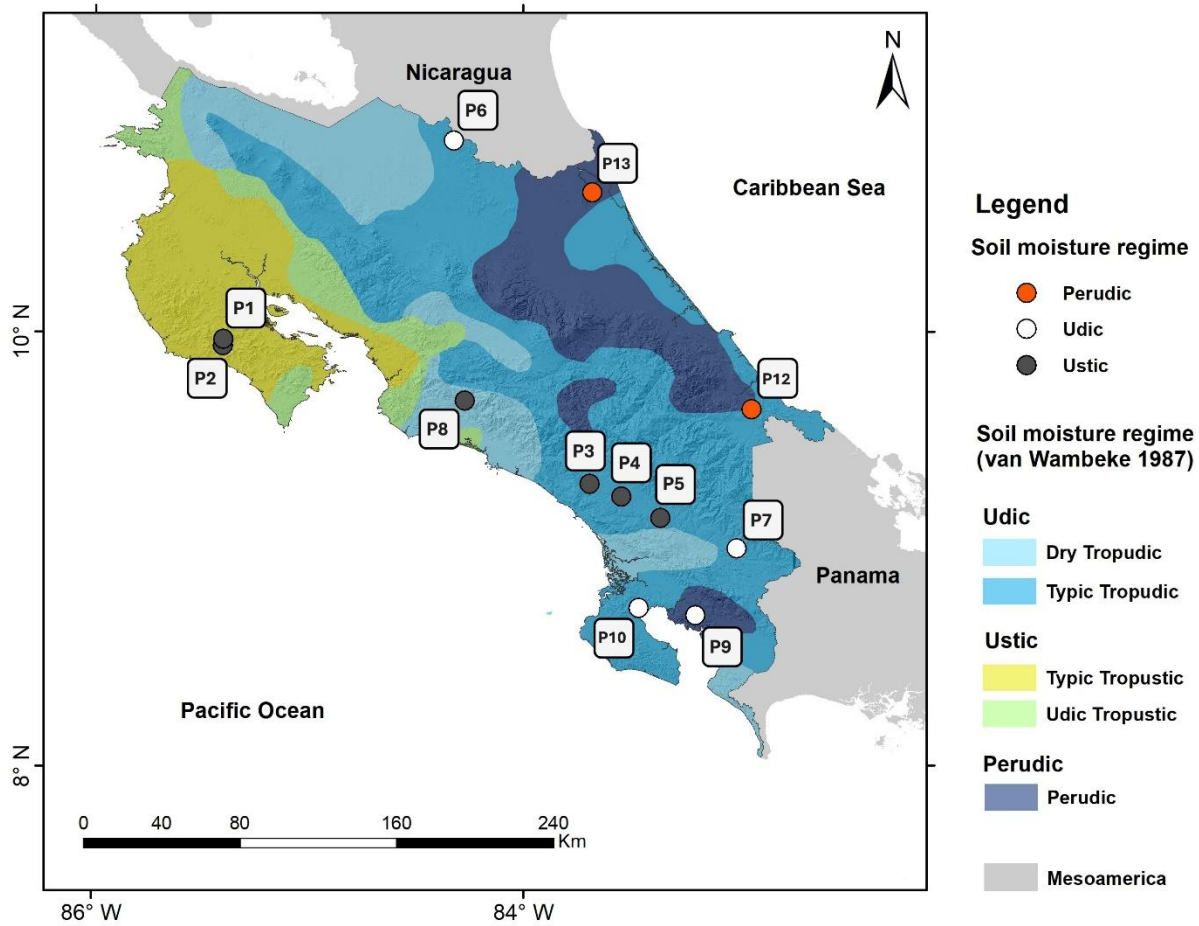 N
Nicaragua
P6
P13
Caribbean Sea
P1
10° N
P2
P12
P8
P3
P4
P5
P7
Panama
P10
P9
Pacific Ocean
8° N
0 40 80 160 240
Km
86° W 84° W
Legend
Soil moisture regime
Perudic
Udic
Ustic
Soil moisture regime
(van Wambeke 1987)
Udic
Dry Tropudic
Typic Tropudic
Ustic
Typic Tropustic
Udic Tropustic
Perudic
Perudic
Mesoamerica